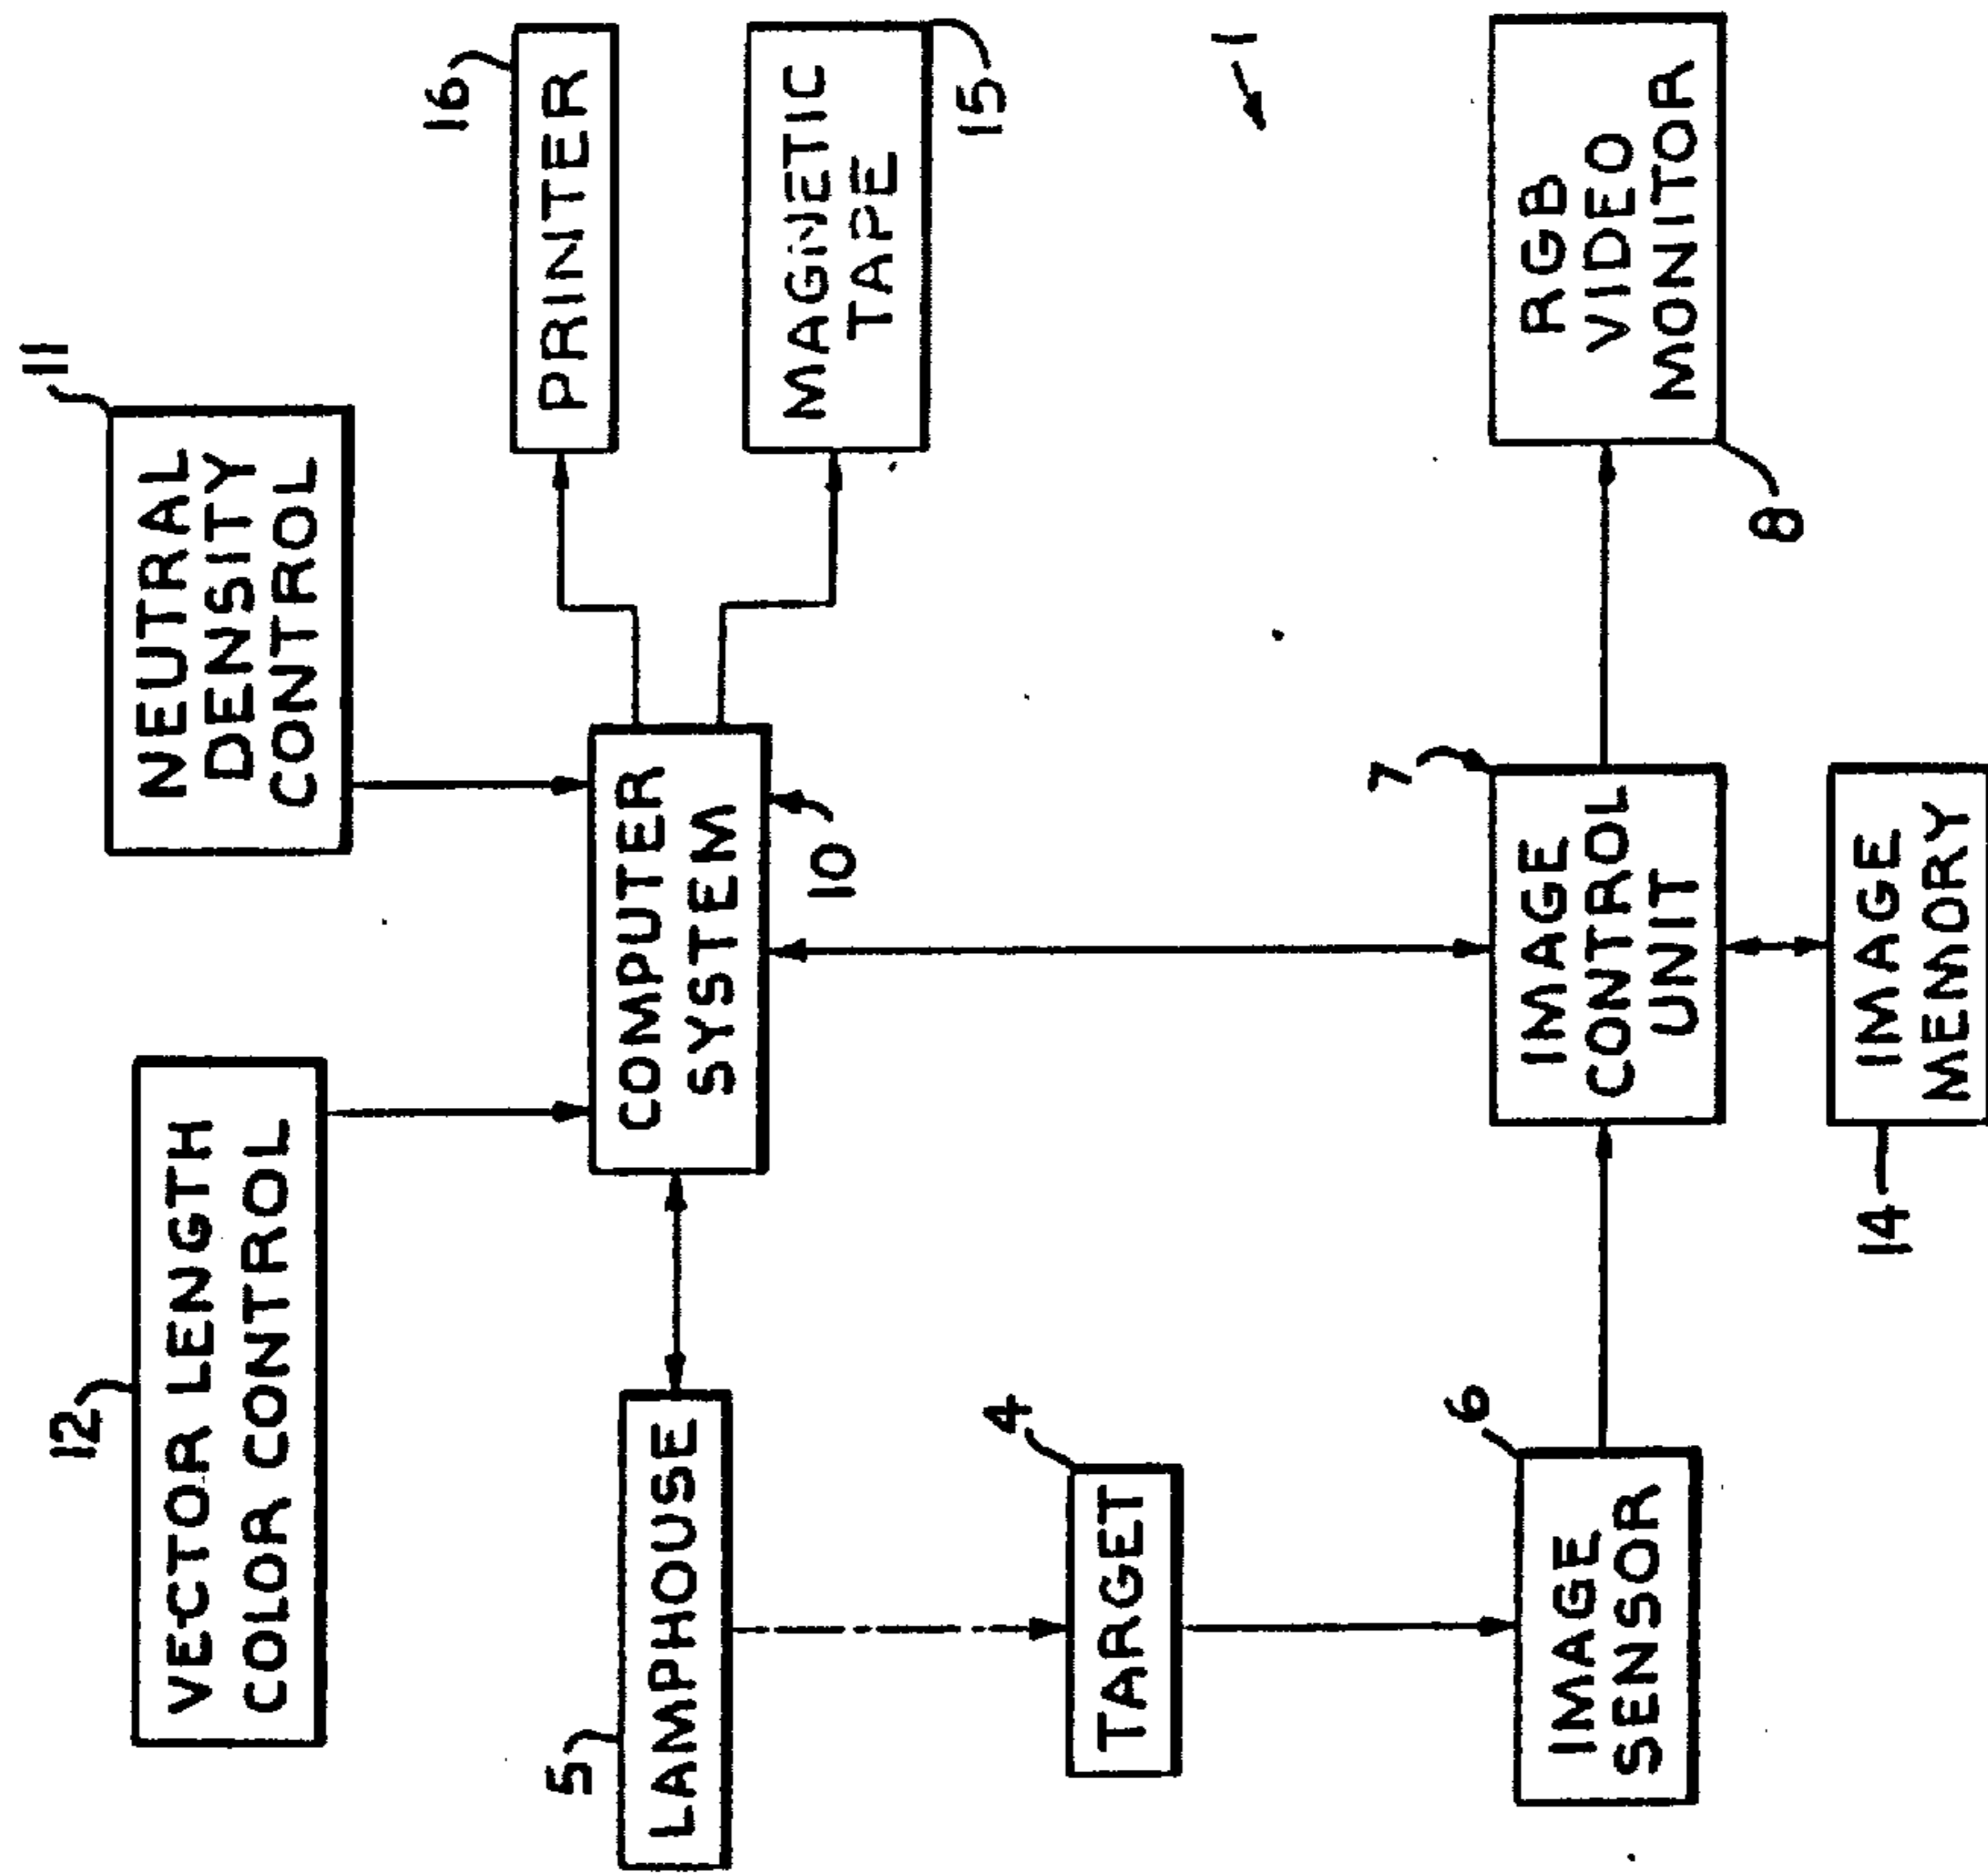 12
VECTOR LENGTH
COLOR CONTROL
11
NEUTRAL
DENSITY
CONTROL
5
LAMPHOUSE
COMPUTER
SYSTEM
10
16
PRINTER
MAGNETIC
TAPE
15
4
TARGET
1
6
IMAGE
SENSOR
7
IMAGE
CONTROL
UNIT
RGB
VIDEO
MONITOR
8
14
IMAGE
MEMORY